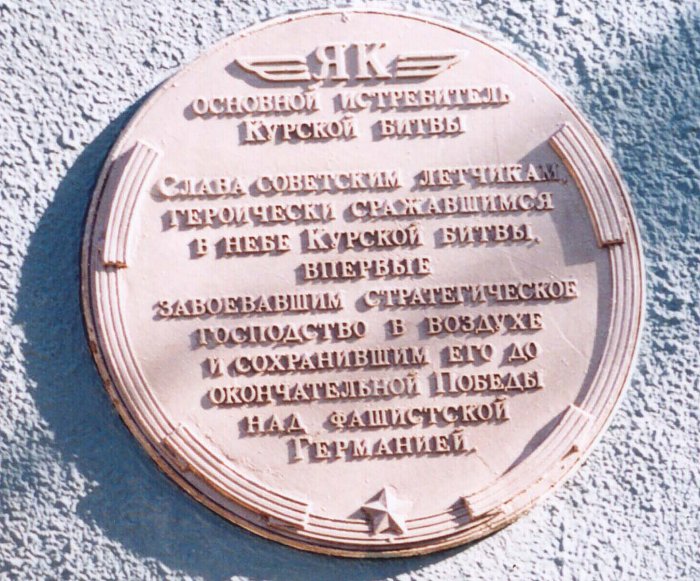 ЯК
ОСНОВНОЙ ИСТРЕБИТЕЛЬ
КУРСКОЙ БИТВЫ
СЛАВА СОВЕТСКИМ ЛЕТЧИКАМ,
ГЕРОИЧЕСКИ СРАЖАВШИМСЯ
В НЕБЕ КУРСКОЙ БИТВЫ,
ВПЕРВЫЕ
ЗАВОЕВАВШИМ СТРАТЕГИЧЕСКОЕ
ГОСПОДСТВО В ВОЗДУХЕ
И СОХРАНИВШИМ ЕГО ДО
ОКОНЧАТЕЛЬНОЙ ПОБЕДЫ
НАД ФАШИСТСКОЙ
ГЕРМАНИЕЙ.